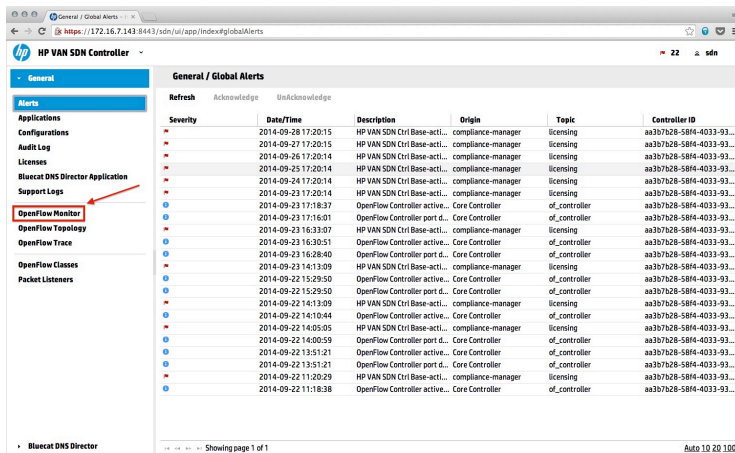 General / Global Alerts
https://172.16.7.143:8443/sdn/ui/app/index#globalAlerts
hp HP VAN SDN Controller 22 sdn
General
Alerts
Applications
Configurations
Audit Log
Licenses
Bluecat DNS Director Application
Support Logs
OpenFlow Monitor
OpenFlow Topology
OpenFlow Trace
OpenFlow Classes
Packet Listeners
Bluecat DNS Director
General / Global Alerts
Refresh Acknowledge UnAcknowledge
Severity Date/Time Description Origin Topic Controller ID
2014-09-28 17:20:15 HP VAN SDN Ctrl Base-acti... compliance-manager licensing aa3b7b28-58f4-4033-93...
2014-09-27 17:20:15 HP VAN SDN Ctrl Base-acti... compliance-manager licensing aa3b7b28-58f4-4033-93...
2014-09-26 17:20:14 HP VAN SDN Ctrl Base-acti... compliance-manager licensing aa3b7b28-58f4-4033-93...
2014-09-25 17:20:14 HP VAN SDN Ctrl Base-acti... compliance-manager licensing aa3b7b28-58f4-4033-93...
2014-09-24 17:20:14 HP VAN SDN Ctrl Base-acti... compliance-manager licensing aa3b7b28-58f4-4033-93...
2014-09-23 17:20:14 HP VAN SDN Ctrl Base-acti... compliance-manager licensing aa3b7b28-58f4-4033-93...
2014-09-23 17:18:37 OpenFlow Controller active... Core Controller of_controller aa3b7b28-58f4-4033-93...
2014-09-23 17:16:01 OpenFlow Controller port d... Core Controller of_controller aa3b7b28-58f4-4033-93...
2014-09-23 16:33:07 HP VAN SDN Ctrl Base-acti... compliance-manager licensing aa3b7b28-58f4-4033-93...
2014-09-23 16:30:51 OpenFlow Controller active... Core Controller of_controller aa3b7b28-58f4-4033-93...
2014-09-23 16:28:40 OpenFlow Controller port d... Core Controller of_controller aa3b7b28-58f4-4033-93...
2014-09-23 14:13:09 HP VAN SDN Ctrl Base-acti... compliance-manager licensing aa3b7b28-58f4-4033-93...
2014-09-22 15:29:50 OpenFlow Controller active... Core Controller of_controller aa3b7b28-58f4-4033-93...
2014-09-22 15:29:50 OpenFlow Controller port d... Core Controller of_controller aa3b7b28-58f4-4033-93...
2014-09-22 14:13:09 HP VAN SDN Ctrl Base-acti... compliance-manager licensing aa3b7b28-58f4-4033-93...
2014-09-22 14:10:44 OpenFlow Controller active... Core Controller of_controller aa3b7b28-58f4-4033-93...
2014-09-22 14:05:05 HP VAN SDN Ctrl Base-acti... compliance-manager licensing aa3b7b28-58f4-4033-93...
2014-09-22 14:00:59 OpenFlow Controller port d... Core Controller of_controller aa3b7b28-58f4-4033-93...
2014-09-22 13:51:21 OpenFlow Controller active... Core Controller of_controller aa3b7b28-58f4-4033-93...
2014-09-22 13:51:21 OpenFlow Controller port d... Core Controller of_controller aa3b7b28-58f4-4033-93...
2014-09-22 11:20:29 HP VAN SDN Ctrl Base-acti... compliance-manager licensing aa3b7b28-58f4-4033-93...
2014-09-22 11:18:38 OpenFlow Controller active... Core Controller of_controller aa3b7b28-58f4-4033-93...
Showing page 1 of 1 Auto 10 20 100